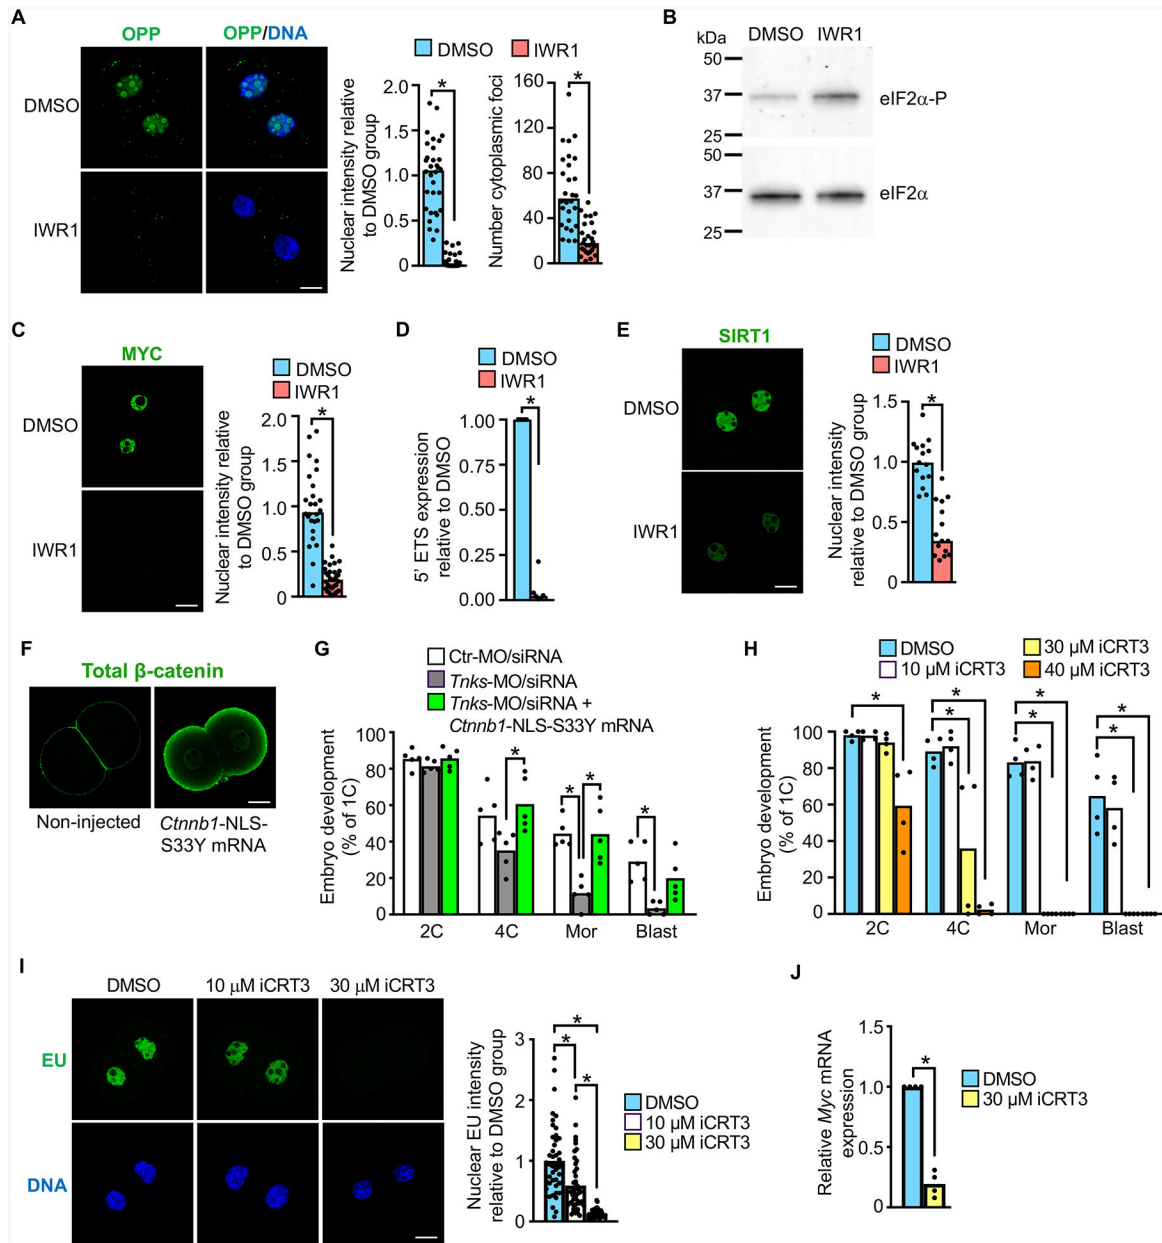 A
OPP
OPP/DNA
DMSO
IWR1
DMSO
IWR1
Nuclear intensity relative
to DMSO group
2.0
1.5
1.0
0.5
0
*
Number cytoplasmic foci
160
120
80
40
0
*
B
kDa
DMSO
IWR1
50
37
25
50
37
25
eIF2α-P
eIF2α
C
MYC
DMSO
IWR1
DMSO
IWR1
Nuclear intensity relative
to DMSO group
2.0
1.5
1.0
0.5
0
*
D
DMSO
IWR1
5' ETS expression
relative to DMSO
1.00
0.75
0.50
0.25
0.00
*
E
SIRT1
DMSO
IWR1
DMSO
IWR1
Nuclear intensity
relative to DMSO group
1.5
1.0
0.5
0
*
F
Total β-catenin
Non-injected
Ctnnb1-NLS-
S33Y mRNA
G
Ctr-MO/siRNA
Tnks-MO/siRNA
Tnks-MO/siRNA +
Ctnnb1-NLS-S33Y mRNA
Embryo development
(% of 1C)
100
80
60
40
20
0
*
*
*
*
2C
4C
Mor
Blast
H
DMSO
10 µM iCRT3
30 µM iCRT3
40 µM iCRT3
Embryo development
(% of 1C)
100
80
60
40
20
0
*
*
*
*
*
*
*
2C
4C
Mor
Blast
I
DMSO
10 µM iCRT3
30 µM iCRT3
EU
DNA
Nuclear EU intensity
relative to DMSO group
3
2
1
0
*
*
*
DMSO
10 µM iCRT3
30 µM iCRT3
J
Relative Myc mRNA
expression
1.5
1.0
0.5
0
*
DMSO
30 µM iCRT3